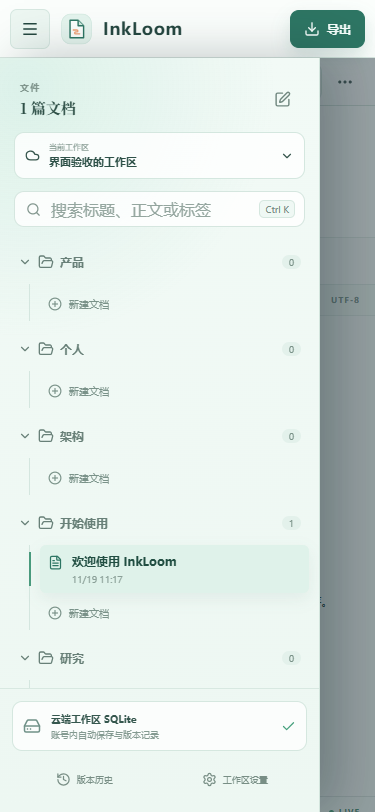 InkLoom
导出
文件
1 篇文档
当前工作区
界面验收的工作区
搜索标题、正文或标签
Ctrl K
产品
0
新建文档
个人
0
新建文档
架构
0
新建文档
开始使用
1
欢迎使用 InkLoom
11/19 11:17
新建文档
研究
0
云端工作区 SQLite
账号内自动保存与版本记录
版本历史
工作区设置
UTF-8
LIVE